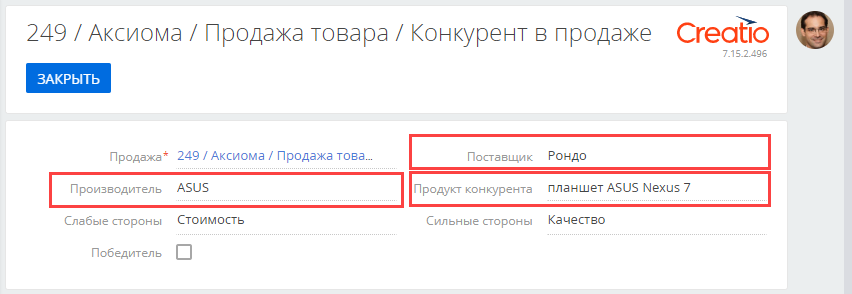 249 / Аксиома / Продажа товара / Конкурент в продаже
Creatio
7.15.2.496
ЗАКРЫТЬ
Продажа* 249 / Аксиома / Продажа това... Поставщик Рондо
Производитель ASUS Продукт конкурента планшет ASUS Nexus 7
Слабые стороны Стоимость Сильные стороны Качество
Победитель